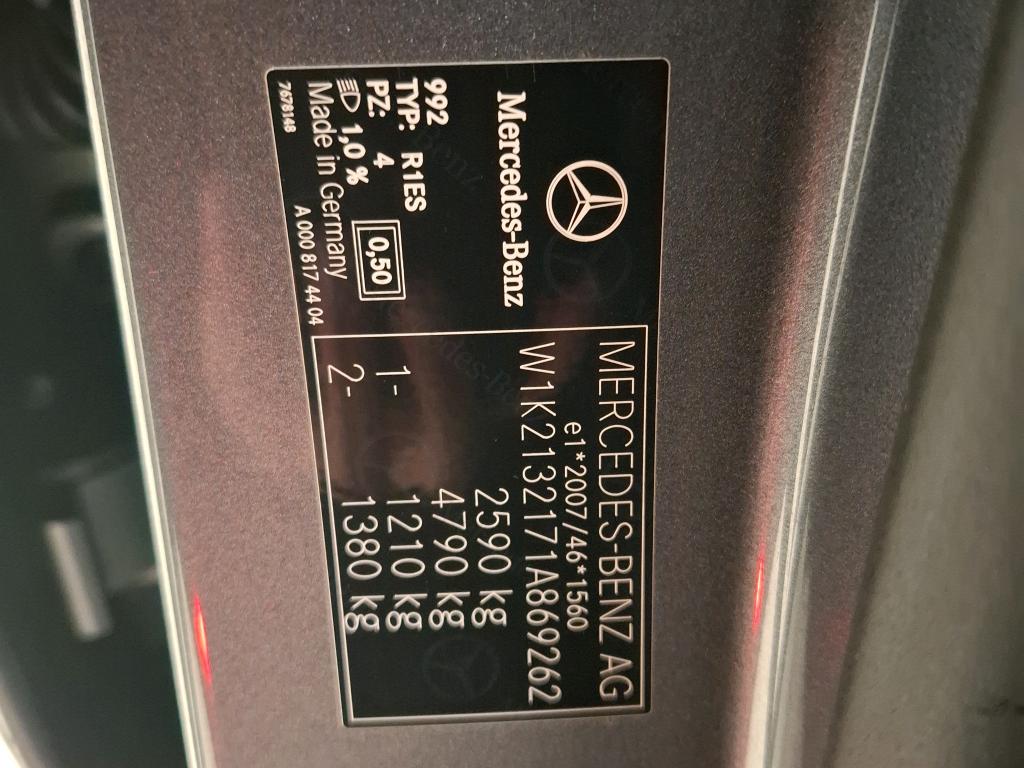 Mercedes-Benz
992
TYP: R1ES
PZ: 4
0,50
1,0 %
Made in Germany
A 000 817 44 04
7678148
MERCEDES-BENZ AG
e1*2007/46*1560
W1K2132171A869262
2590 kg
4790 kg
1- 1210 kg
2- 1380 kg